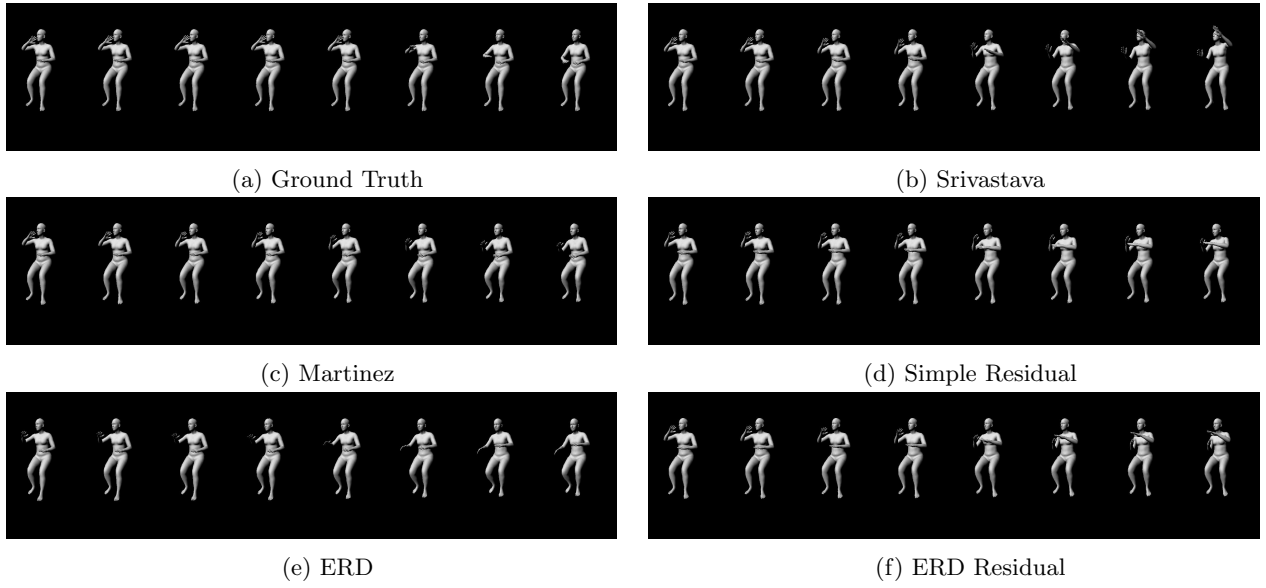 (a) Ground Truth
(b) Srivastava
(c) Martinez
(d) Simple Residual
(e) ERD
(f) ERD Residual